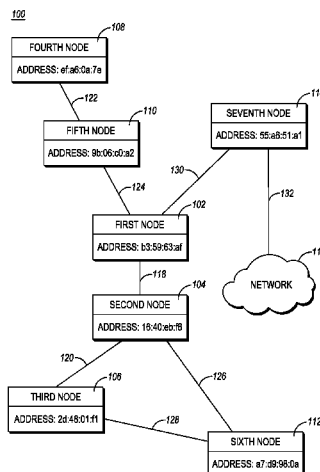 100
108
FOURTH NODE
ADDRESS: ef:a6:0a:7e
122
110
FIFTH NODE
ADDRESS: 9b:06:c0:a2
11
SEVENTH NODE
ADDRESS: 55:a8:51:a1
124
130
132
102
FIRST NODE
ADDRESS: b3:59:63:af
11
NETWORK
118
104
SECOND NODE
ADDRESS: 16:40:eb:f8
120
126
106
THIRD NODE
ADDRESS: 2d:48:01:f1
128
112
SIXTH NODE
ADDRESS: a7:d9:98:0a